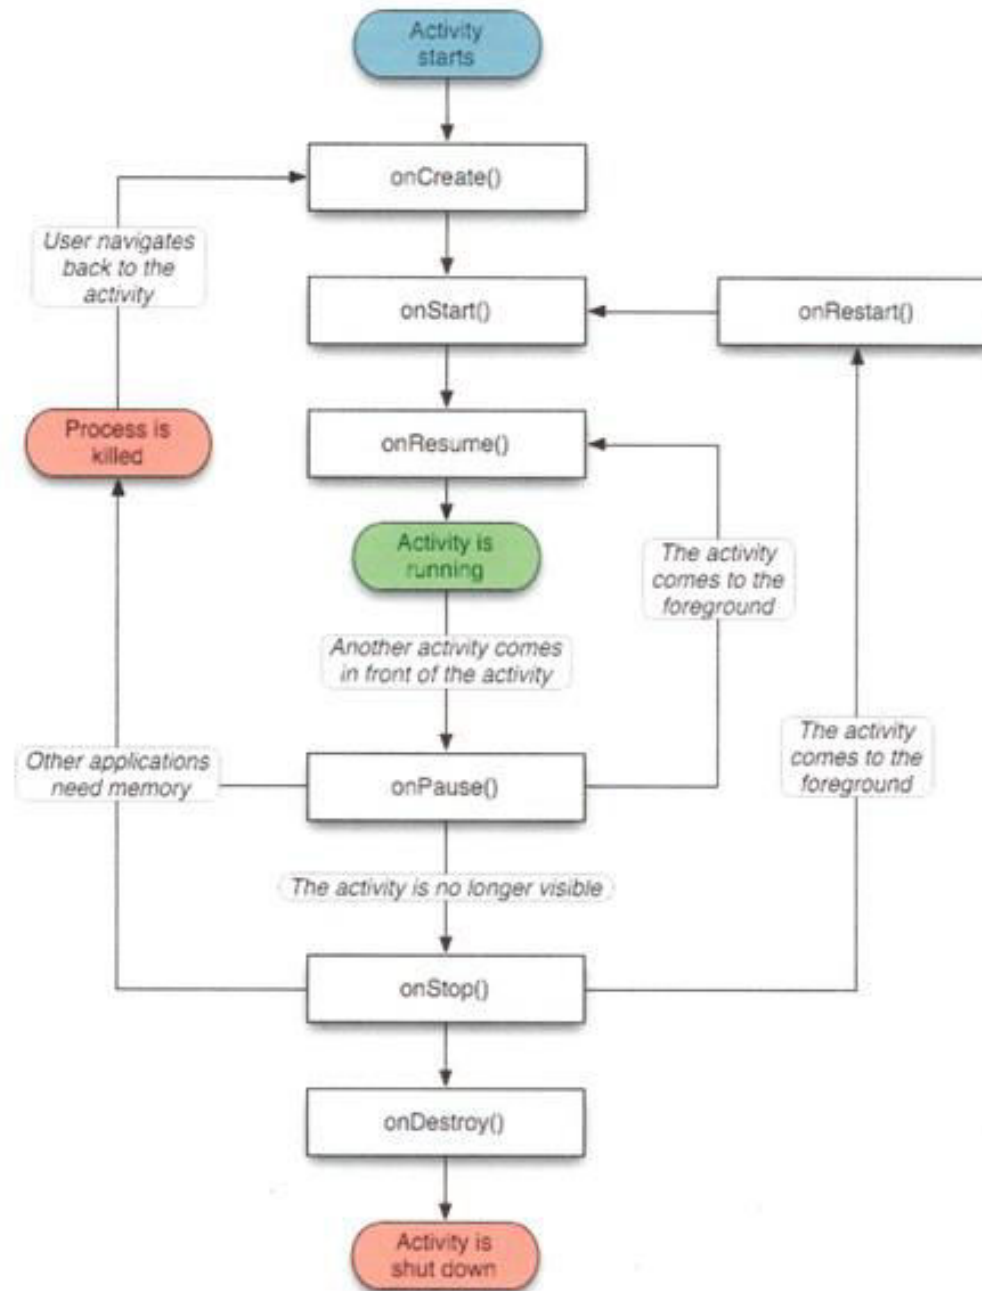 Activity
starts
onCreate()
User navigates
back to the
activity
onStart()
onRestart()
Process is
killed
onResume()
Activity is
running
The activity
comes to the
foreground
Another activity comes
in front of the activity
Other applications
need memory
onPause()
The activity
comes to the
foreground
The activity is no longer visible
onStop()
onDestroy()
Activity is
shut down